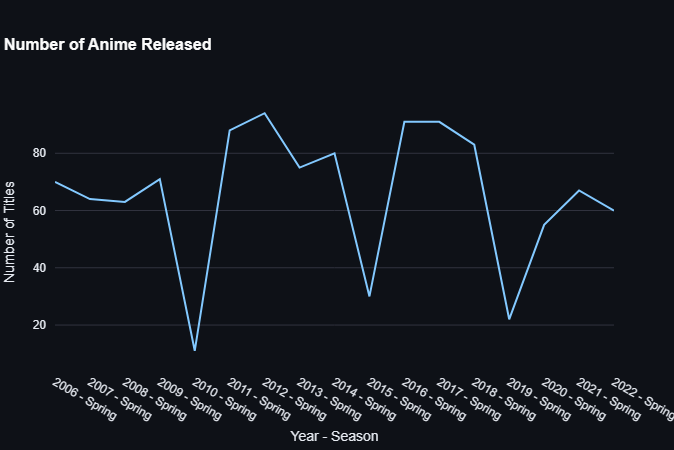 Number of Anime Released
Number of Titles
80
60
40
20
2006 - Spring
2007 - Spring
2008 - Spring
2009 - Spring
2010 - Spring
2011 - Spring
2012 - Spring
2013 - Spring
2014 - Spring
2015 - Spring
2016 - Spring
2017 - Spring
2018 - Spring
2019 - Spring
2020 - Spring
2021 - Spring
2022 - Spring
Year - Season